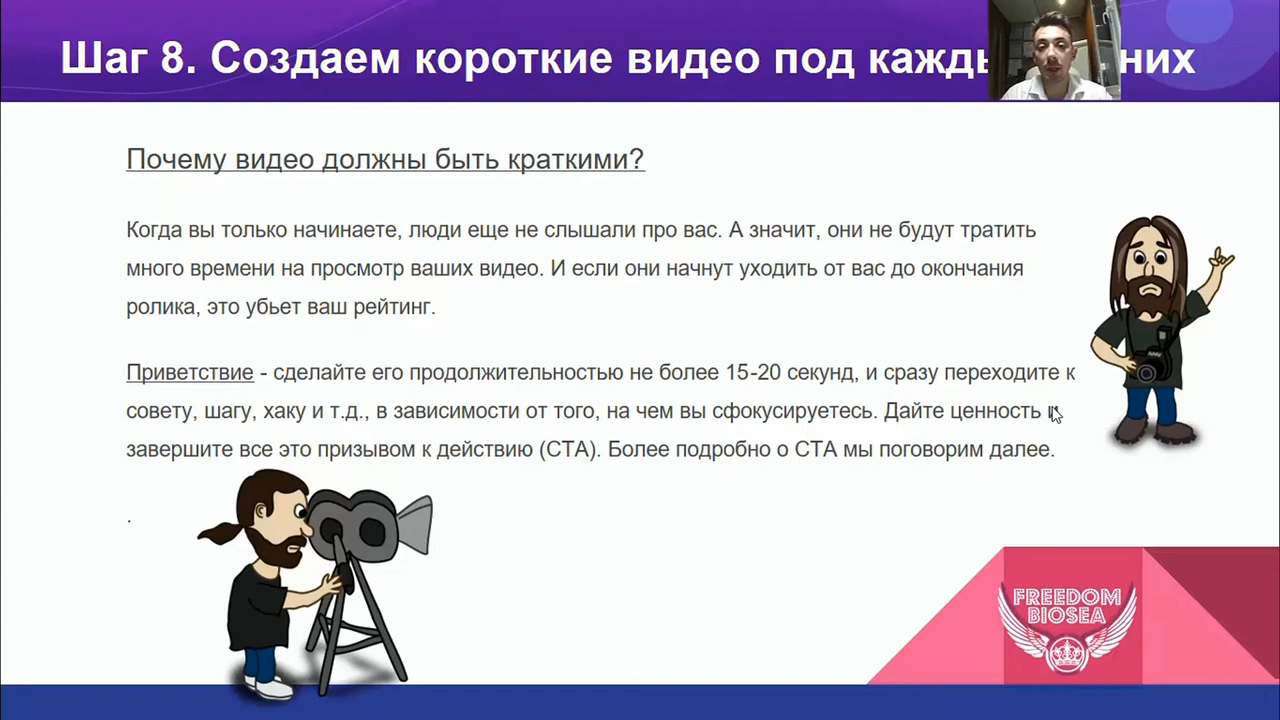 Шаг 8. Создаем короткие видео под кажды них
Почему видео должны быть краткими?
Когда вы только начинаете, люди еще не слышали про вас. А значит, они не будут тратить
много времени на просмотр ваших видео. И если они начнут уходить от вас до окончания
ролика, это убьет ваш рейтинг.
Приветствие - сделайте его продолжительностью не более 15-20 секунд, и сразу переходите к
совету, шагу, хаку и т.д., в зависимости от того, на чем вы сфокусируетесь. Дайте ценность и
завершите все это призывом к действию (СТА). Более подробно о СТА мы поговорим далее.
.
FREEDOM
BIOSEA